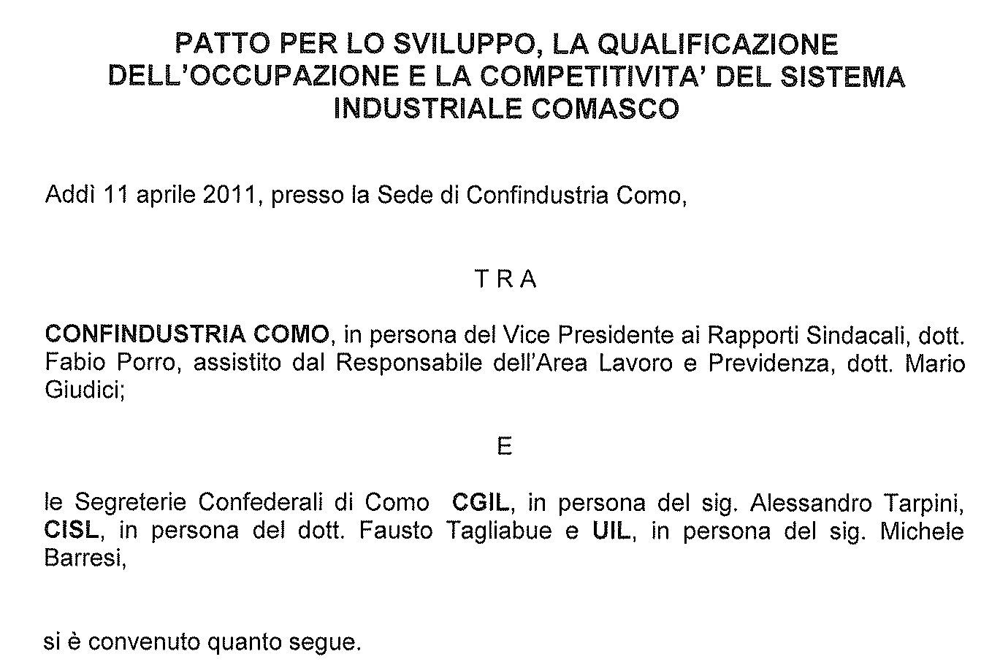 PATTO PER LO SVILUPPO, LA QUALIFICAZIONE
DELL'OCCUPAZIONE E LA COMPETITIVITA' DEL SISTEMA
INDUSTRIALE COMASCO
Addì 11 aprile 2011, presso la Sede di Confindustria Como,
T R A
CONFINDUSTRIA COMO, in persona del Vice Presidente ai Rapporti Sindacali, dott.
Fabio Porro, assistito dal Responsabile dell'Area Lavoro e Previdenza, dott. Mario
Giudici;
E
le Segreterie Confederali di Como CGIL, in persona del sig. Alessandro Tarpini,
CISL, in persona del dott. Fausto Tagliabue e UIL, in persona del sig. Michele
Barresi,
si è convenuto quanto segue.